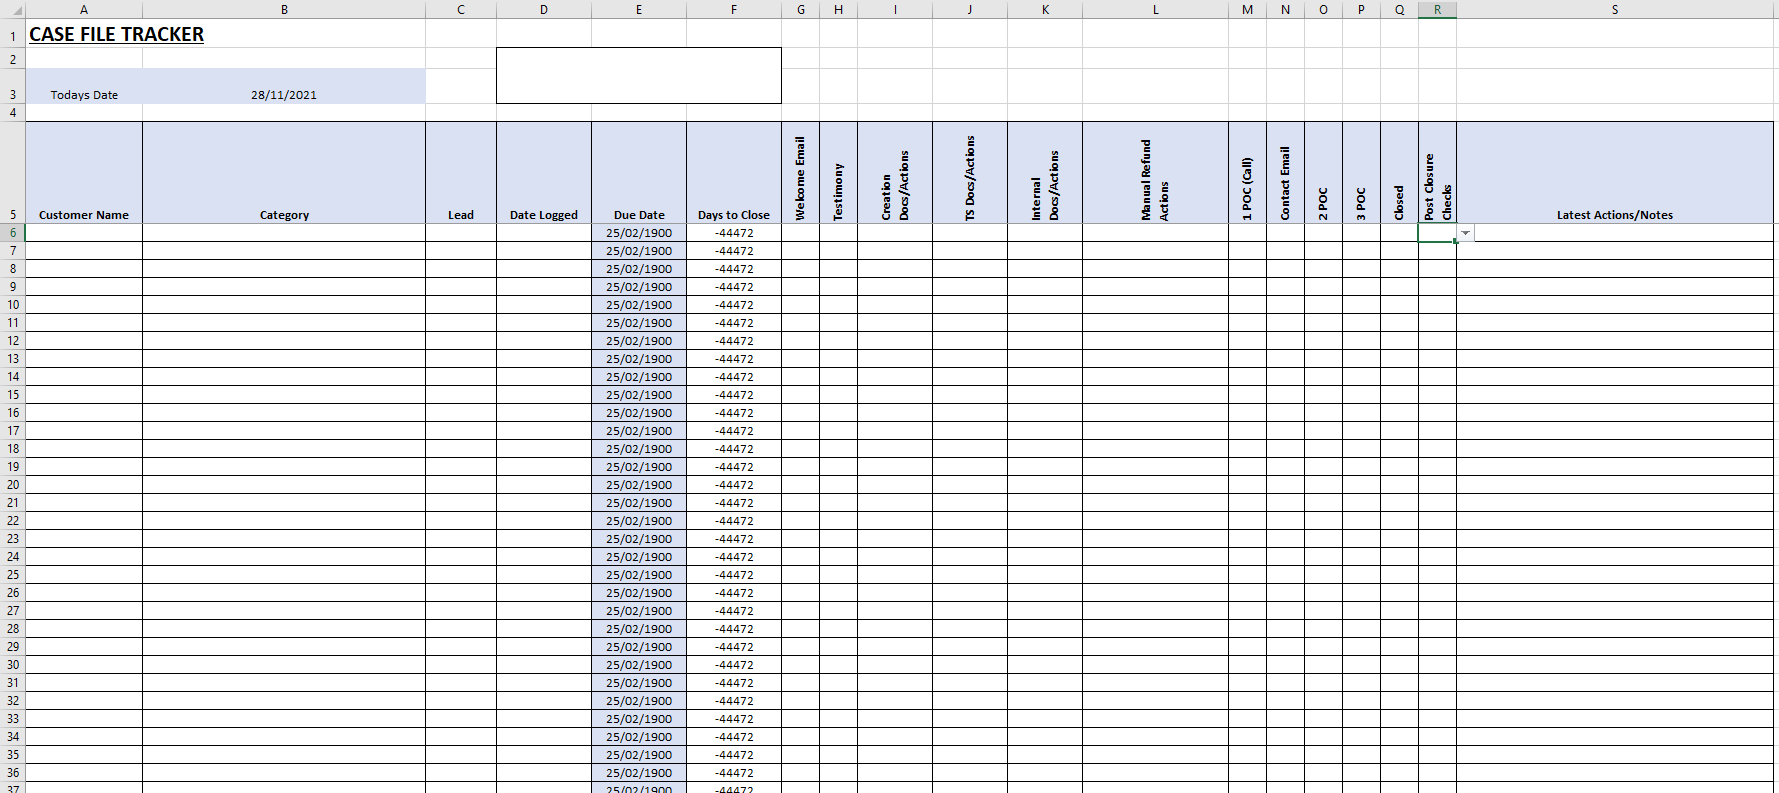 A B C D E F G H I J K L M N O P Q R S
1 CASE FILE TRACKER
2
3 Todays Date 28/11/2021
4
5 Customer Name Category Lead Date Logged Due Date Days to Close Welcome Email Testimony Creation Docs/Actions TS Docs/Actions Internal Docs/Actions Manual Refund Actions 1 POC (Call) Contact Email 2 POC 3 POC Closed Post Closure Checks Latest Actions/Notes
6 25/02/1900 -44472
7 25/02/1900 -44472
8 25/02/1900 -44472
9 25/02/1900 -44472
10 25/02/1900 -44472
11 25/02/1900 -44472
12 25/02/1900 -44472
13 25/02/1900 -44472
14 25/02/1900 -44472
15 25/02/1900 -44472
16 25/02/1900 -44472
17 25/02/1900 -44472
18 25/02/1900 -44472
19 25/02/1900 -44472
20 25/02/1900 -44472
21 25/02/1900 -44472
22 25/02/1900 -44472
23 25/02/1900 -44472
24 25/02/1900 -44472
25 25/02/1900 -44472
26 25/02/1900 -44472
27 25/02/1900 -44472
28 25/02/1900 -44472
29 25/02/1900 -44472
30 25/02/1900 -44472
31 25/02/1900 -44472
32 25/02/1900 -44472
33 25/02/1900 -44472
34 25/02/1900 -44472
35 25/02/1900 -44472
36 25/02/1900 -44472
37 25/02/1900 -44472